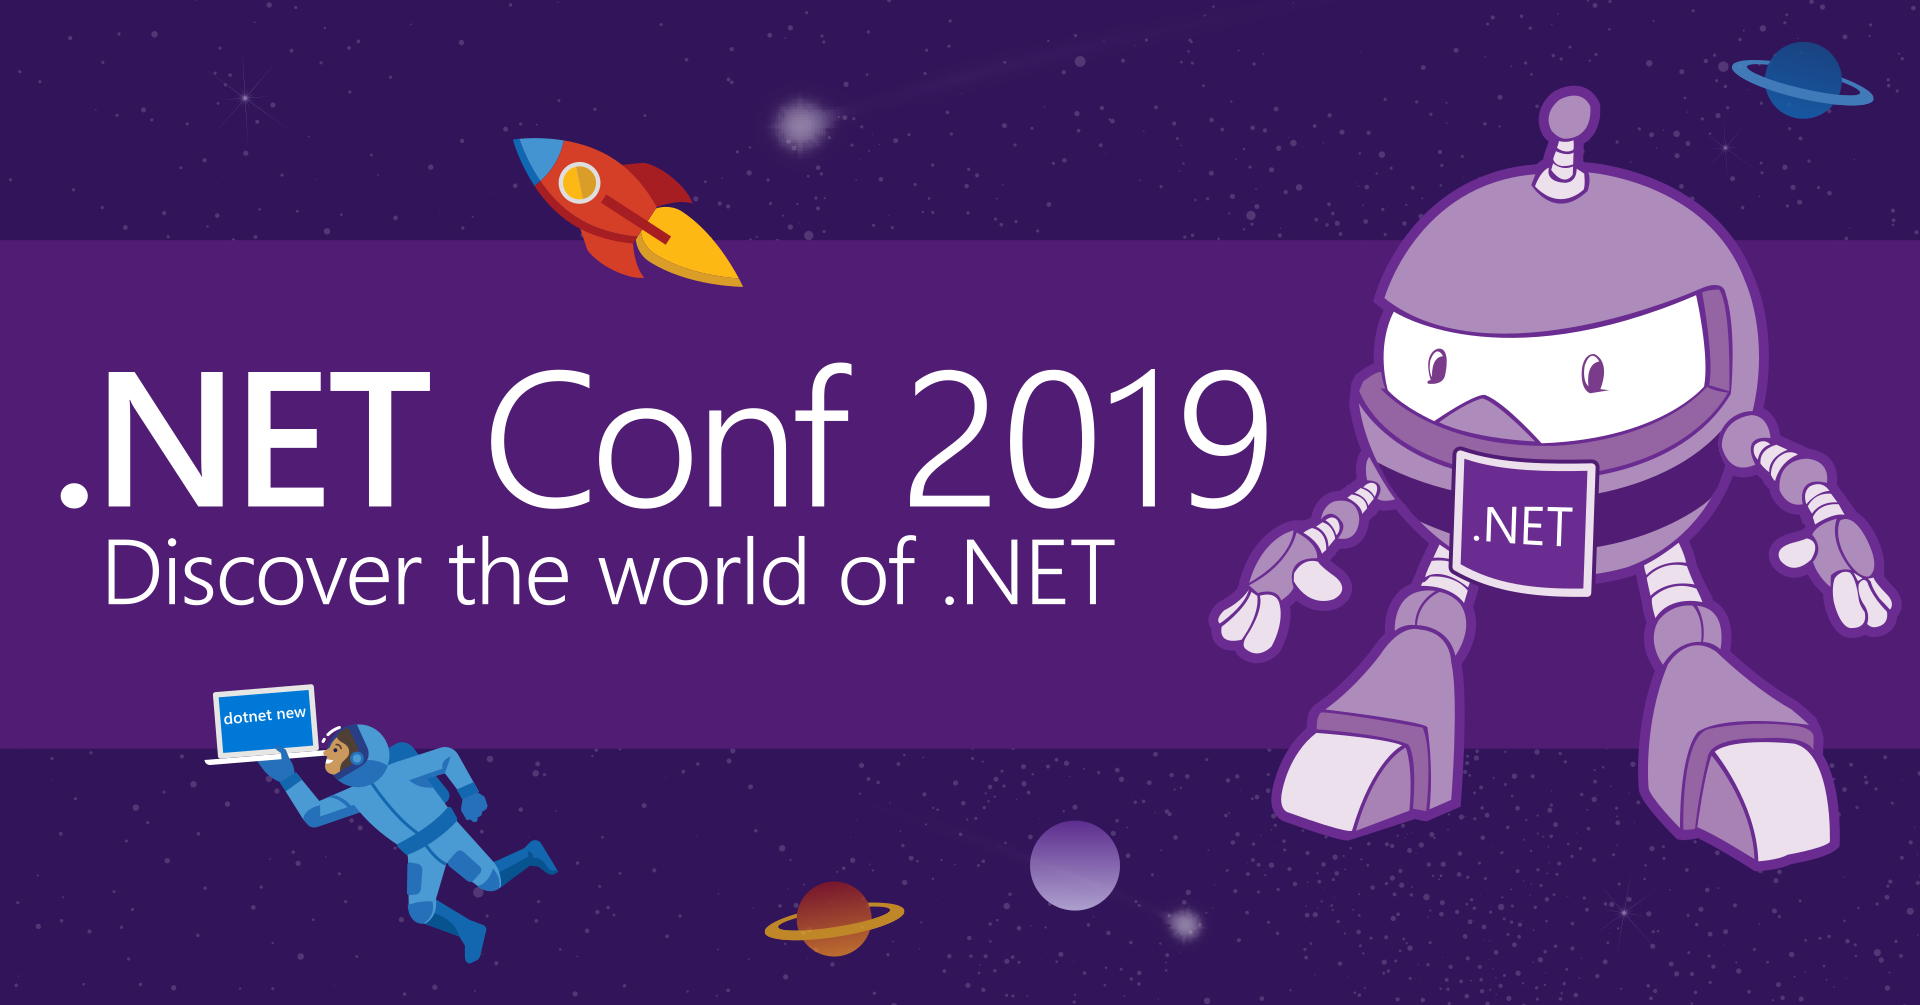 .NET Conf 2019
Discover the world of .NET
.NET
dotnet new